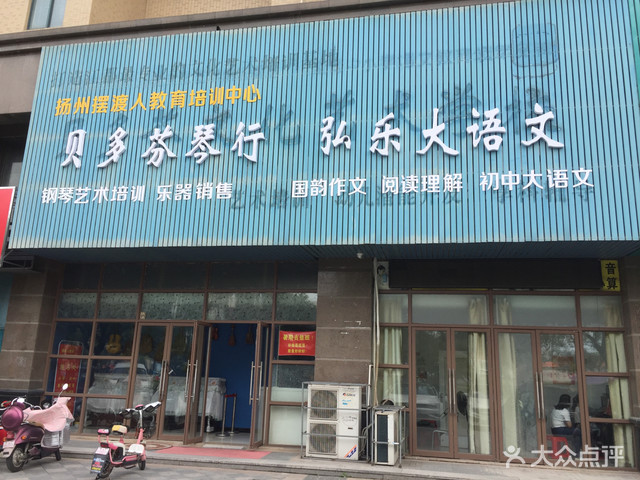 扬州摆渡人教育培训中心
贝多芬琴行 弘乐大语文
钢琴艺术培训 乐器销售 国韵作文 阅读理解 初中大语文
音算
大众点评